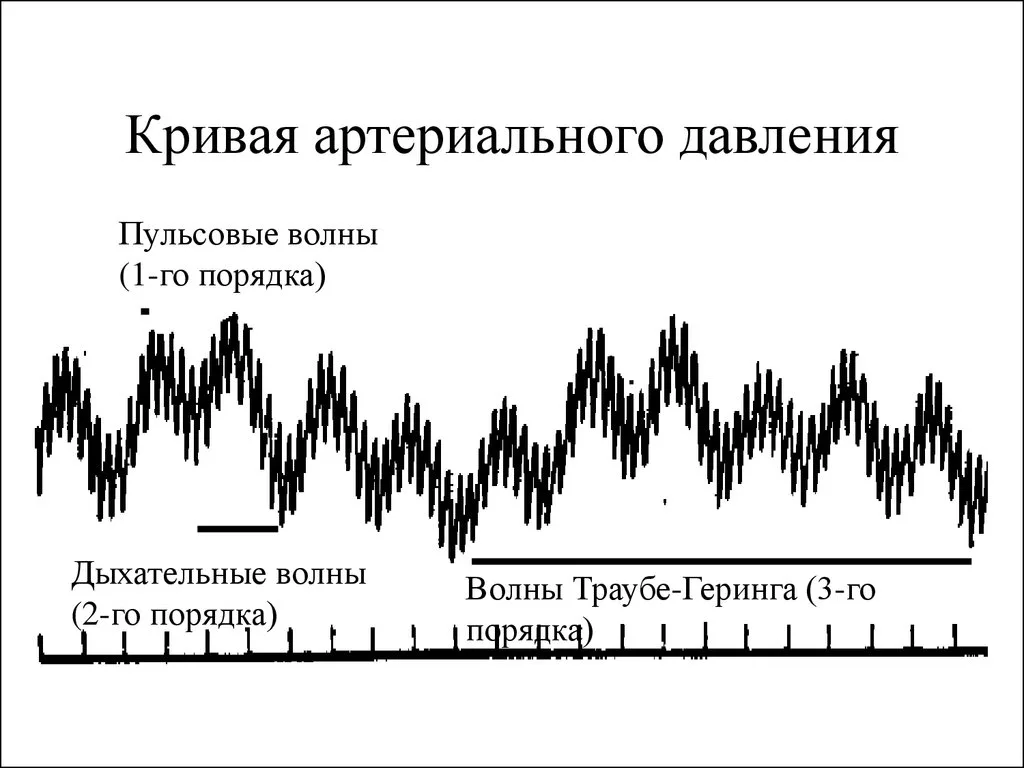 Кривая артериального давления
Пульсовые волны
(1-го порядка)
Дыхательные волны
(2-го порядка)
Волны Траубе-Геринга (3-го
порядка)